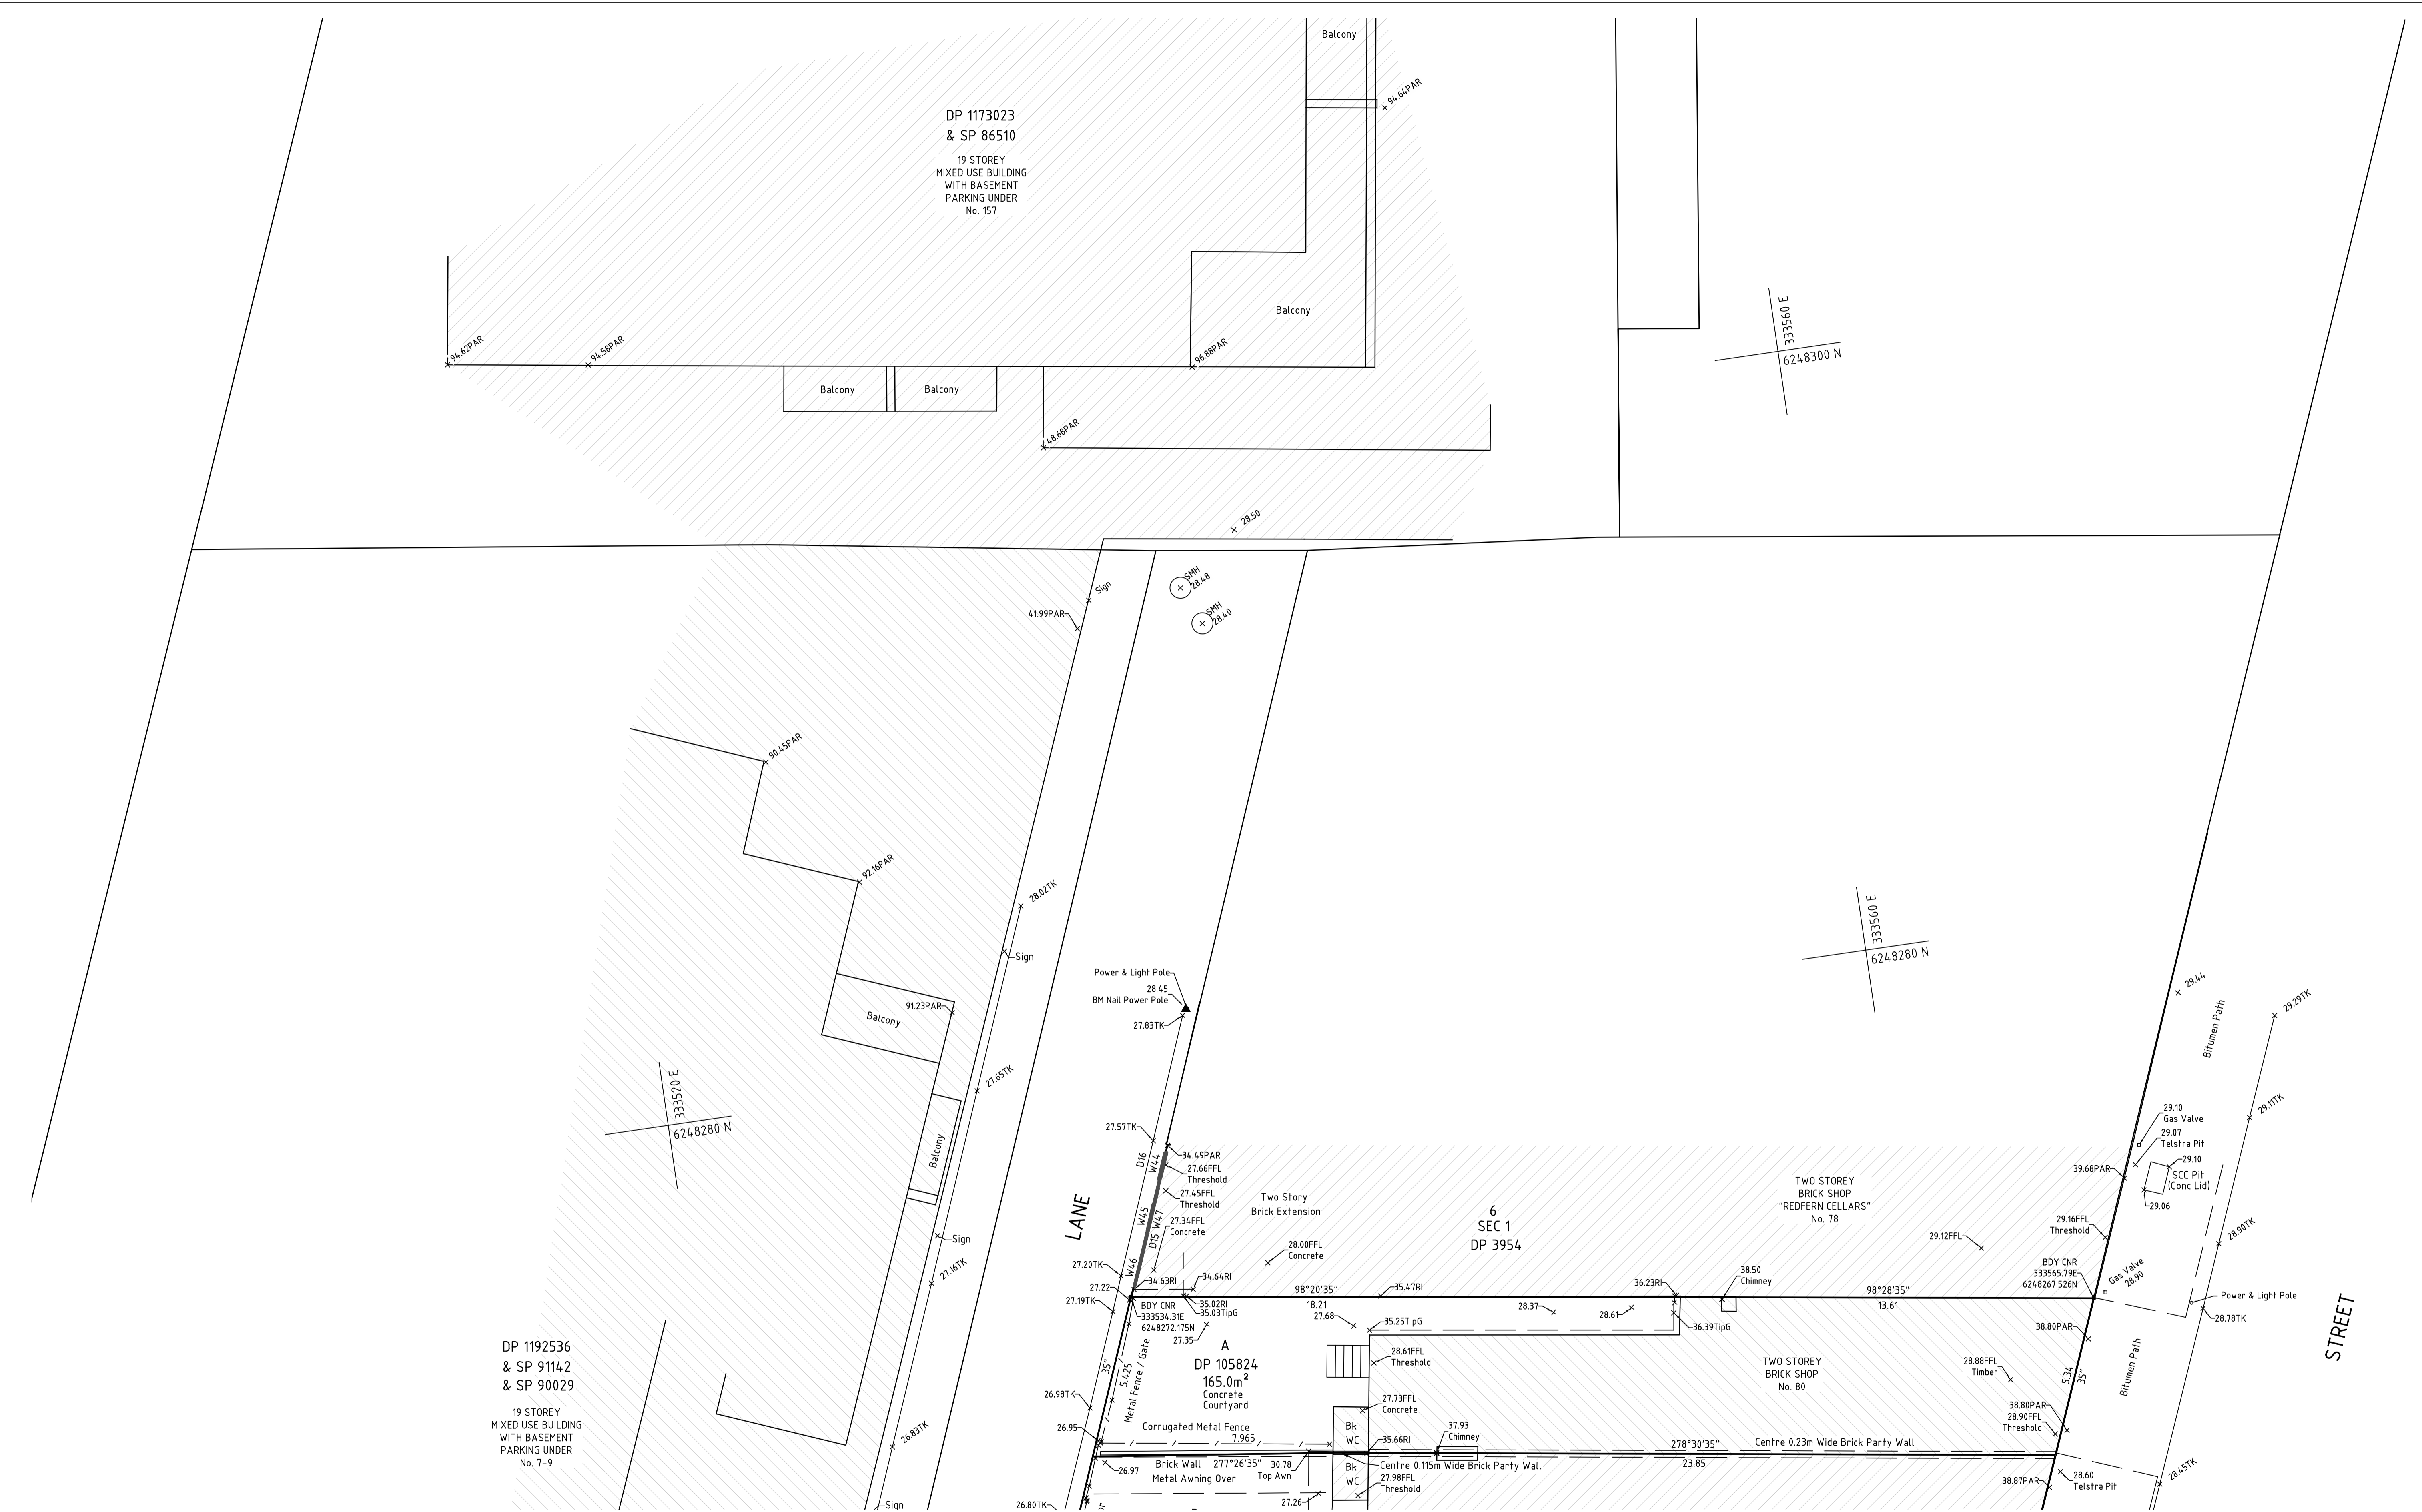 Balcony
94.64PAR
DP 1173023
& SP 86510
19 STOREY
MIXED USE BUILDING
WITH BASEMENT
PARKING UNDER
No. 157
Balcony
333560 E
6248300 N
94.62PAR
94.58PAR
96.88PAR
Balcony
Balcony
48.68PAR
28.50
Sign
SMH
28.48
41.99PAR
SMH
28.40
90.45PAR
92.16PAR
28.02TK
Sign
333560 E
6248280 N
Power & Light Pole
28.45
BM Nail Power Pole
27.83TK
91.23PAR
Balcony
29.44
29.29TK
Bitumen Path
333520 E
6248280 N
27.65TK
Balcony
29.11TK
29.10
Gas Valve
29.07
Telstra Pit
29.10
SCC Pit
(Conc Lid)
29.06
39.68PAR
27.57TK
D16
W44
34.49PAR
27.66FFL
Threshold
27.45FFL
Threshold
W45
W47
D15
27.34FFL
Concrete
LANE
Two Story
Brick Extension
6
SEC 1
DP 3954
TWO STOREY
BRICK SHOP
"REDFERN CELLARS"
No. 78
29.16FFL
Threshold
29.12FFL
28.90TK
Sign
28.00FFL
Concrete
27.20TK
W46
27.16TK
34.63RI
34.64RI
27.22
27.19TK
BDY CNR
333534.31E
6248272.175N
35.02RI
35.03TipG
98°20'35"
18.21
35.47RI
36.23RI
38.50
Chimney
98°28'35"
13.61
BDY CNR
333565.79E
6248267.526N
Gas Valve
28.90
Power & Light Pole
28.78TK
STREET
27.35
27.68
35.25TipG
28.37
28.61
36.39TipG
38.80PAR
DP 1192536
& SP 91142
& SP 90029
19 STOREY
MIXED USE BUILDING
WITH BASEMENT
PARKING UNDER
No. 7-9
35"
5.425
Metal Fence / Gate
A
DP 105824
165.0m²
Concrete
Courtyard
28.61FFL
Threshold
TWO STOREY
BRICK SHOP
No. 80
28.88FFL
Timber
5.34
35"
Bitumen Path
26.98TK
27.73FFL
Concrete
38.80PAR
28.90FFL
Threshold
26.83TK
26.95
Corrugated Metal Fence
7.965
Bk
WC
37.93
Chimney
35.66RI
278°30'35"
23.85
Centre 0.23m Wide Brick Party Wall
Brick Wall
277°26'35"
26.97
Metal Awning Over
30.78
Top Awn
Bk
WC
Centre 0.115m Wide Brick Party Wall
27.98FFL
Threshold
28.45TK
28.60
Telstra Pit
38.87PAR
Sign
26.80TK
27.26